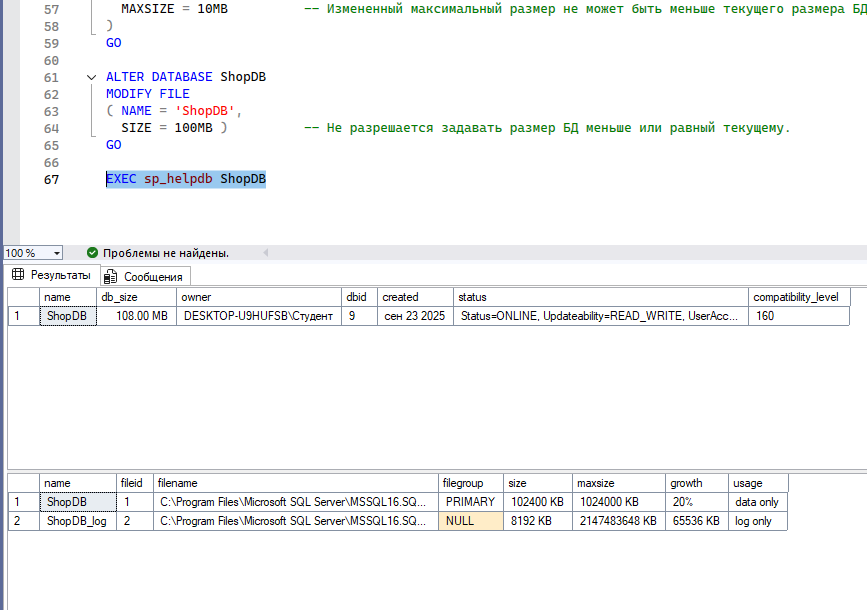 57 MAXSIZE = 10MB -- Измененный максимальный размер не может быть меньше текущего размера БД
58 )
59 GO
60
61 ALTER DATABASE ShopDB
62 MODIFY FILE
63 ( NAME = 'ShopDB',
64 SIZE = 100MB ) -- Не разрешается задавать размер БД меньше или равный текущему.
65 GO
66
67 EXEC sp_helpdb ShopDB
100 % Проблемы не найдены.
Результаты Сообщения
name db_size owner dbid created status compatibility_level
1 ShopDB 108.00 MB DESKTOP-U9HUFSB\Студент 9 сен 23 2025 Status=ONLINE, Updateability=READ_WRITE, UserAcc... 160
name fileid filename filegroup size maxsize growth usage
1 ShopDB 1 C:\Program Files\Microsoft SQL Server\MSSQL16.SQ... PRIMARY 102400 KB 1024000 KB 20% data only
2 ShopDB_log 2 C:\Program Files\Microsoft SQL Server\MSSQL16.SQ... NULL 8192 KB 2147483648 KB 65536 KB log only